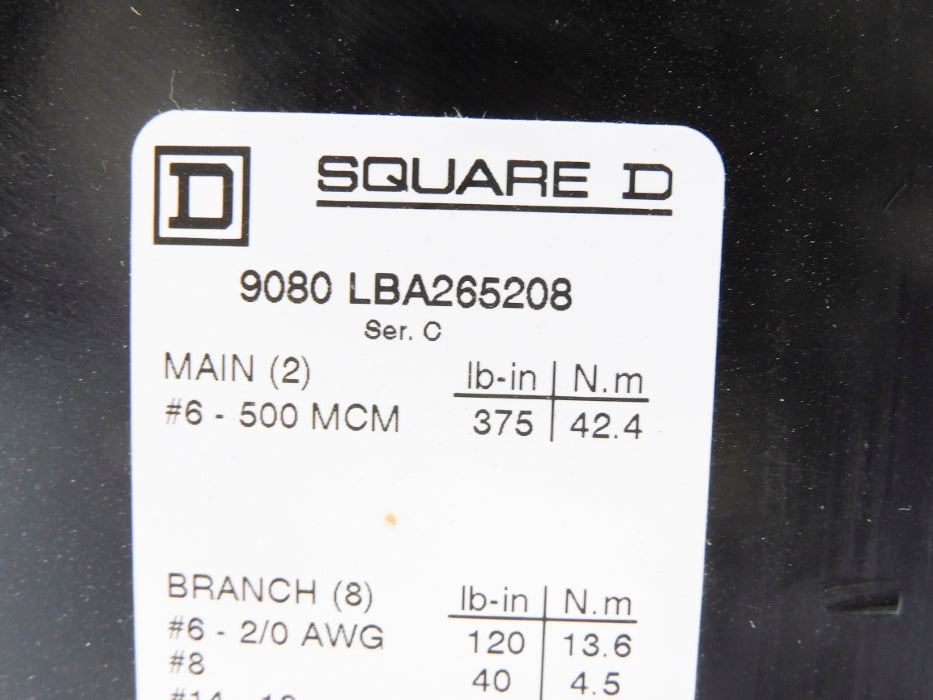 D SQUARE D
9080 LBA265208
Ser. C
MAIN (2) lb-in N.m
#6 - 500 MCM 375 42.4
BRANCH (8) lb-in N.m
#6 - 2/0 AWG 120 13.6
#8 40 4.5